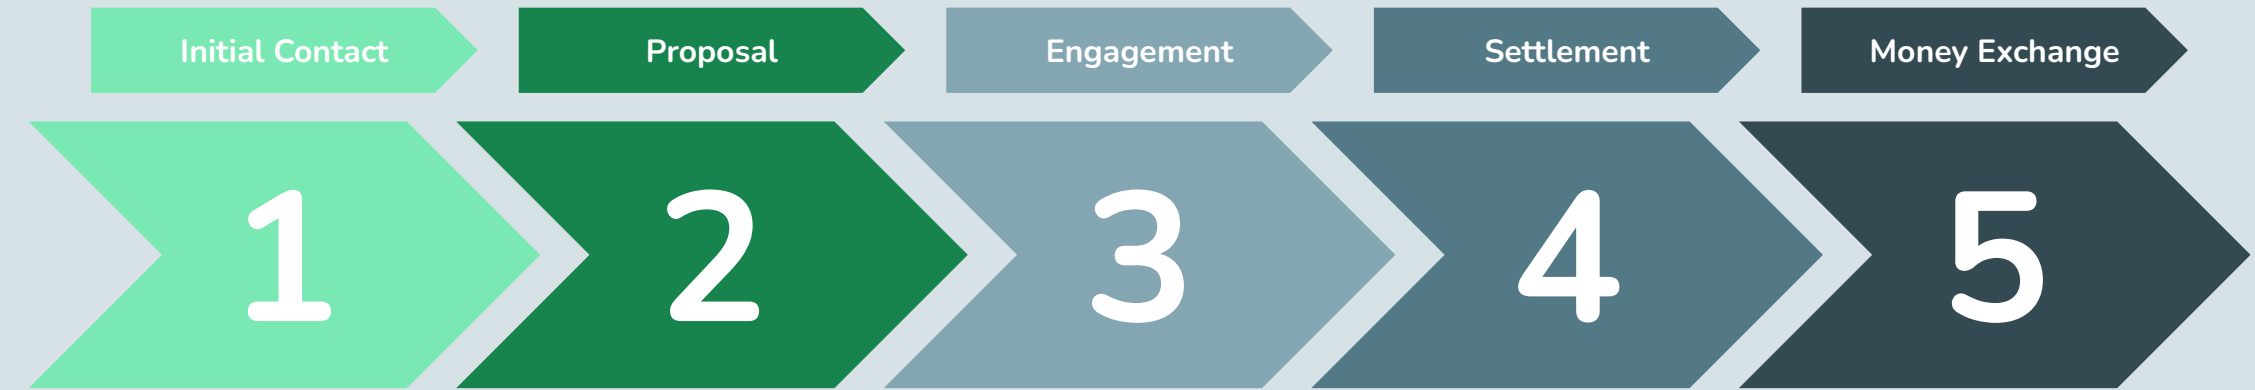 Initial Contact
Proposal
Engagement
Settlement
Money Exchange
1
2
3
4
5